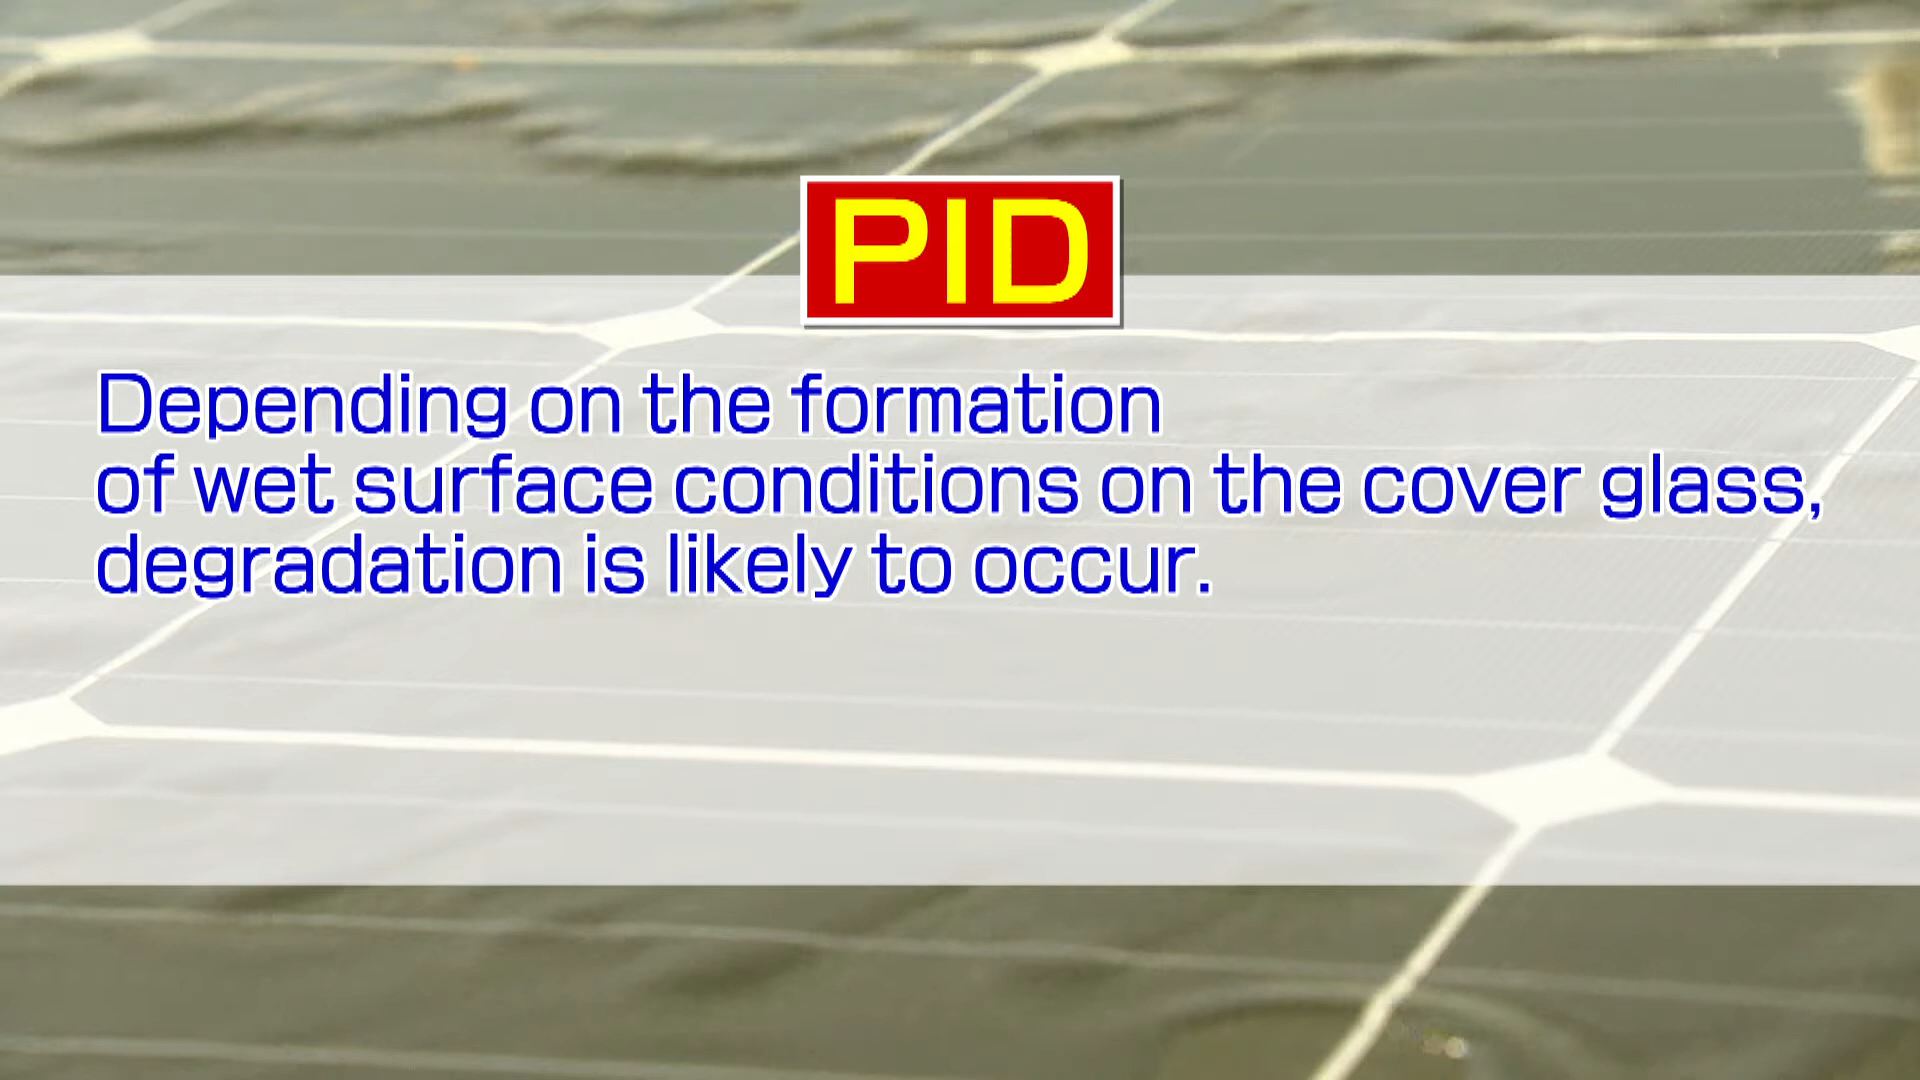 PID
Depending on the formation
of wet surface conditions on the cover glass,
degradation is likely to occur.